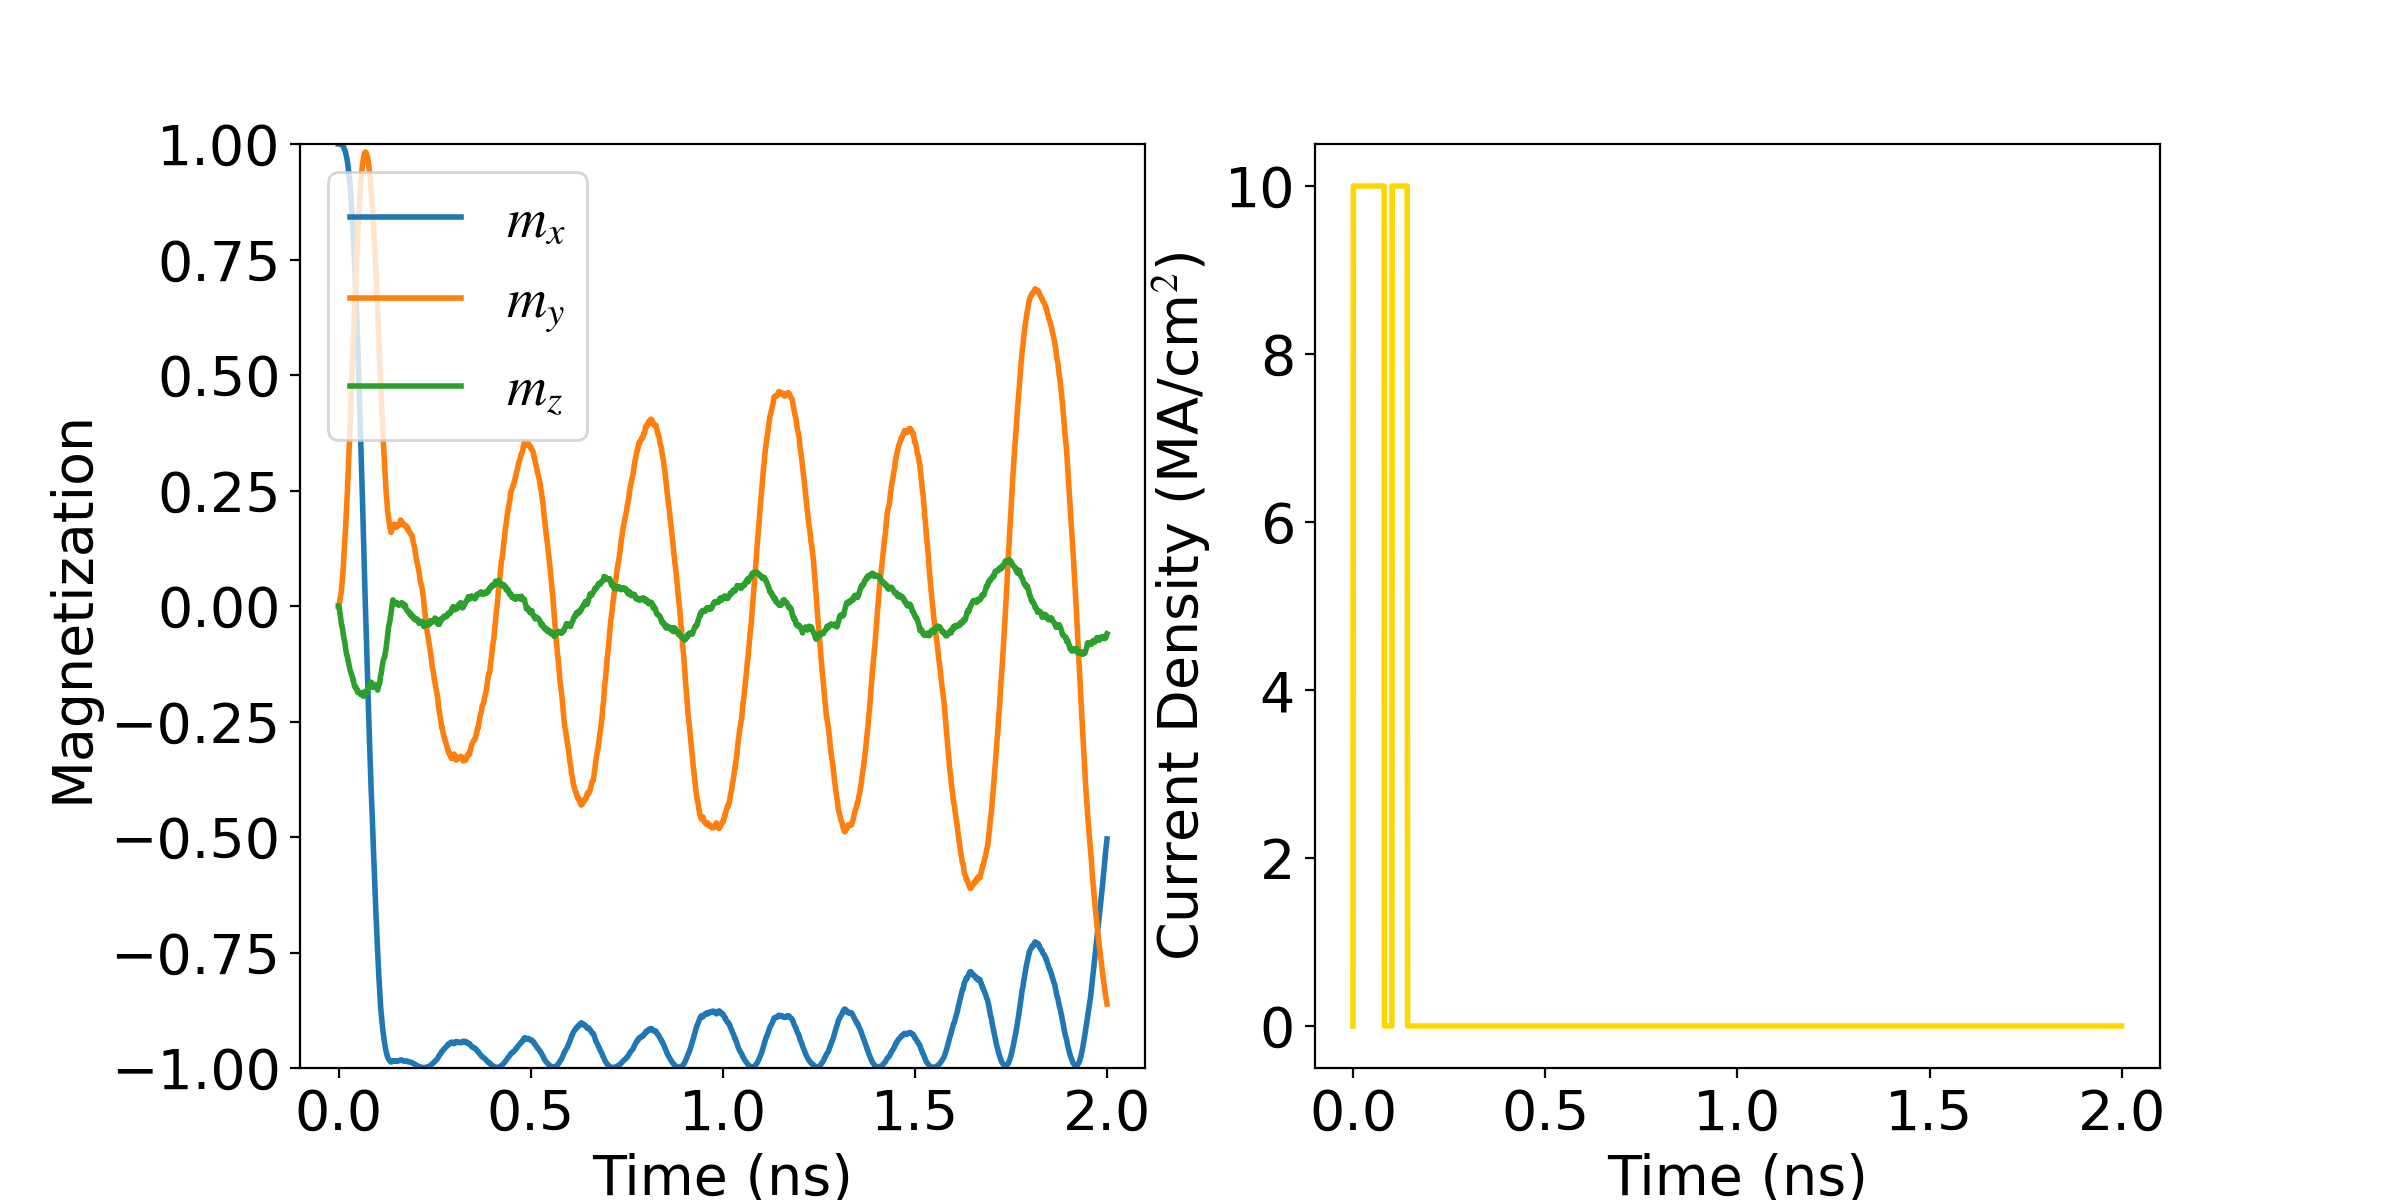 1.00
0.75
0.50
0.25
0.00
−0.25
−0.50
−0.75
−1.00
Magnetization
m_x
m_y
m_z
0.0 0.5 1.0 1.5 2.0
Time (ns)
10
8
6
4
2
0
Current Density (MA/cm²)
0.0 0.5 1.0 1.5 2.0
Time (ns)